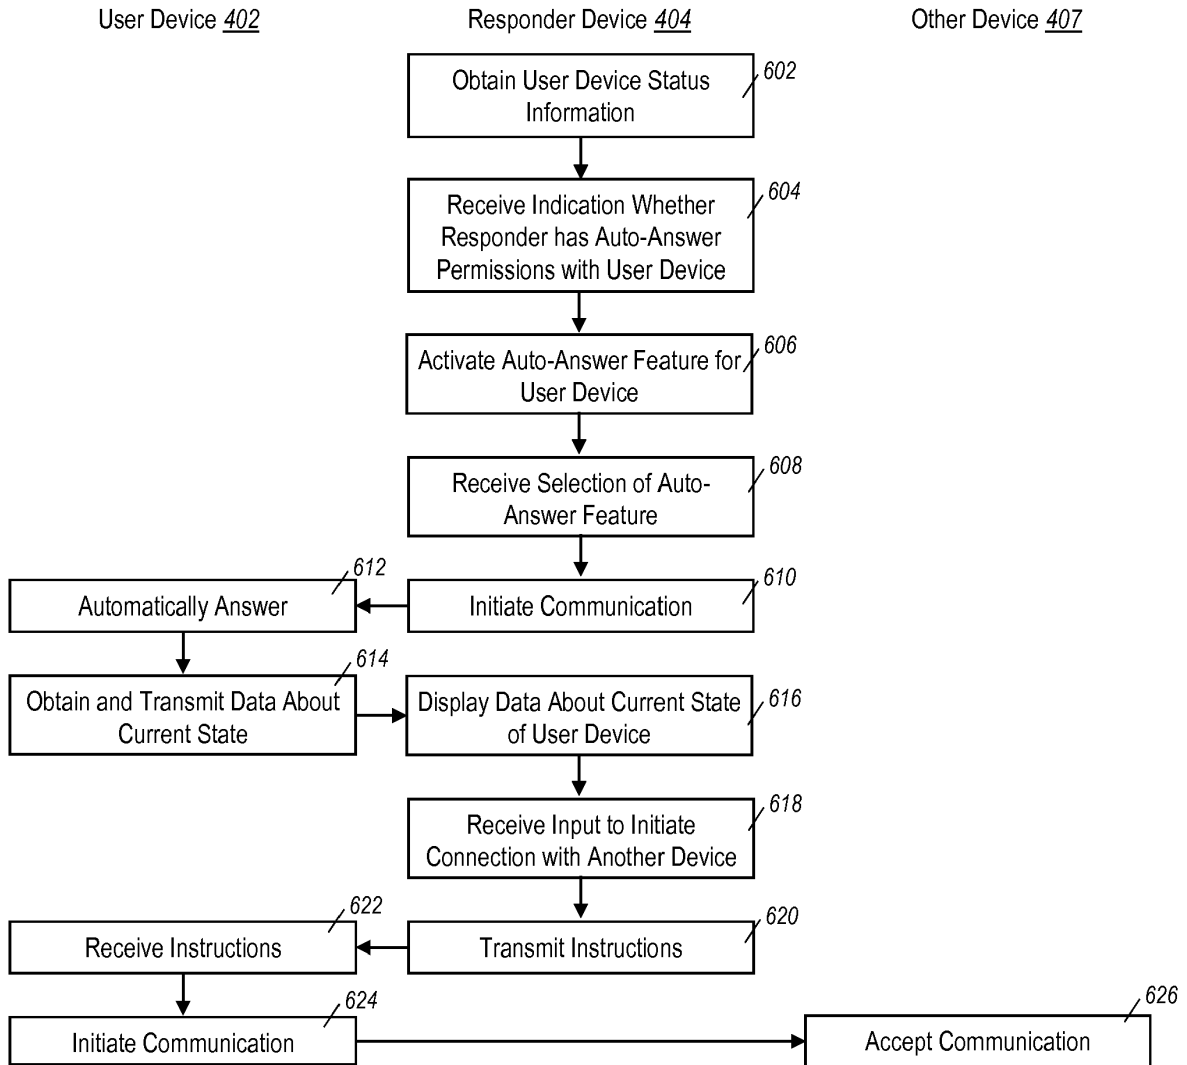 User Device 402
Responder Device 404
Other Device 407
602
Obtain User Device Status
Information
604
Receive Indication Whether
Responder has Auto-Answer
Permissions with User Device
606
Activate Auto-Answer Feature for
User Device
608
Receive Selection of Auto-
Answer Feature
612
Automatically Answer
610
Initiate Communication
614
Obtain and Transmit Data About
Current State
616
Display Data About Current State
of User Device
618
Receive Input to Initiate
Connection with Another Device
622
Receive Instructions
620
Transmit Instructions
624
Initiate Communication
626
Accept Communication